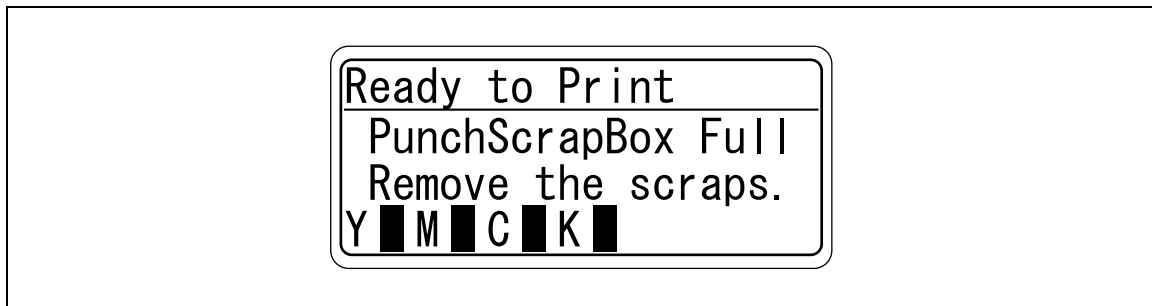 Ready to Print
PunchScrapBox Full
Remove the scraps.
Y M C K